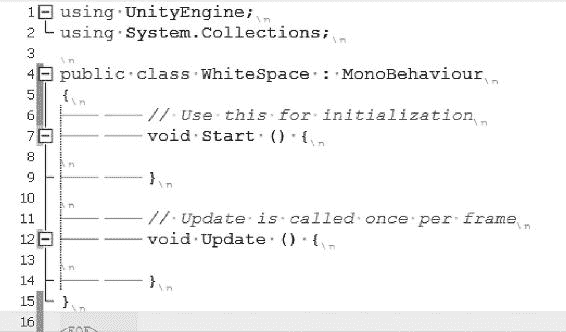 1 using UnityEngine;\n
2 using System.Collections;\n
3 \n
4 public class WhiteSpace : MonoBehaviour\n
5 {\n
6 // Use this for initialization\n
7 void Start () {\n
8 \n
9 }\n
10 \n
11 // Update is called once per frame\n
12 void Update () {\n
13 \n
14 }\n
15 }\n
16 EOF